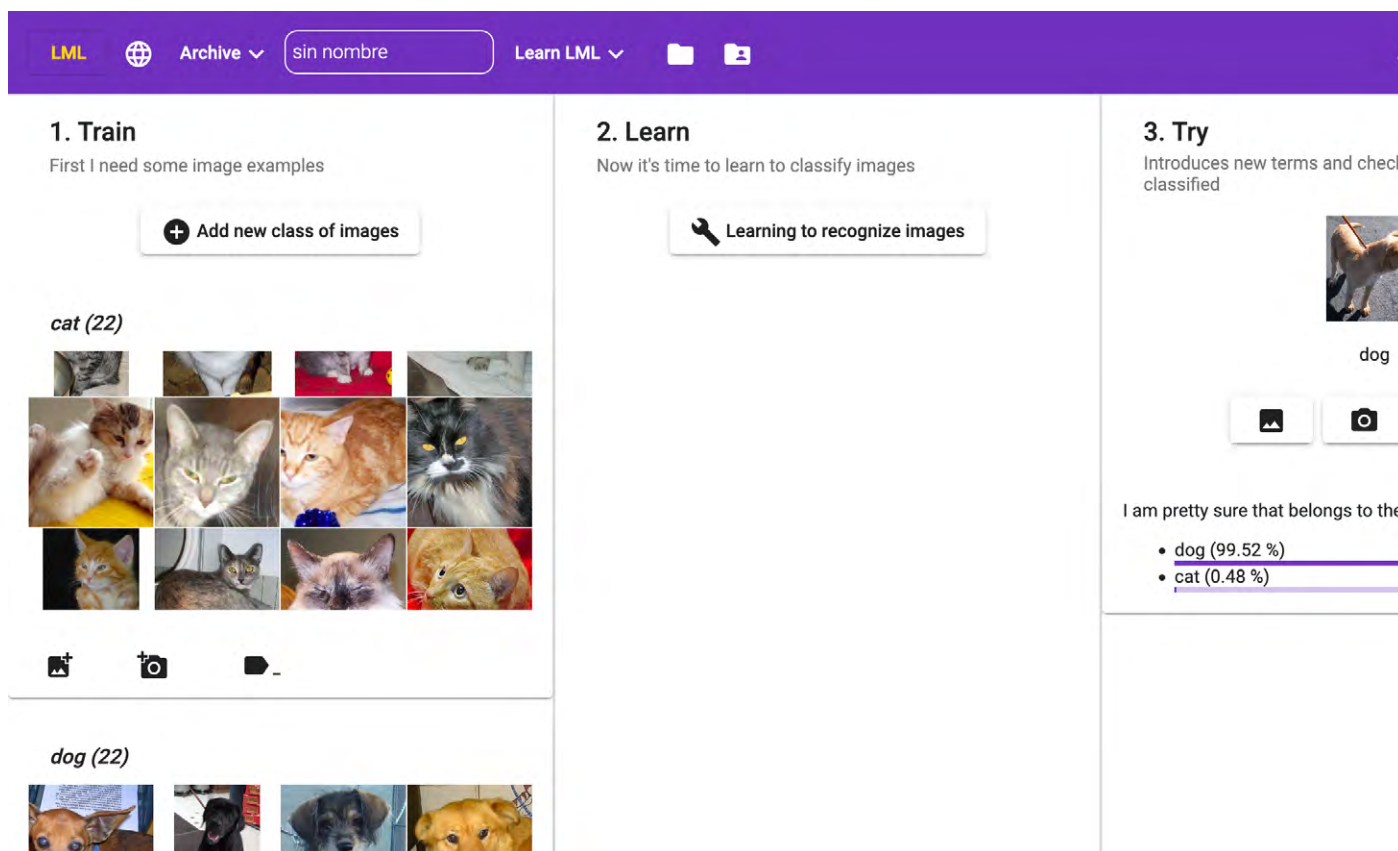 LML Archive sin nombre Learn LML
1. Train
First I need some image examples
Add new class of images
cat (22)
dog (22)
2. Learn
Now it's time to learn to classify images
Learning to recognize images
3. Try
Introduces new terms and check
classified
dog
I am pretty sure that belongs to the
dog (99.52 %)
cat (0.48 %)